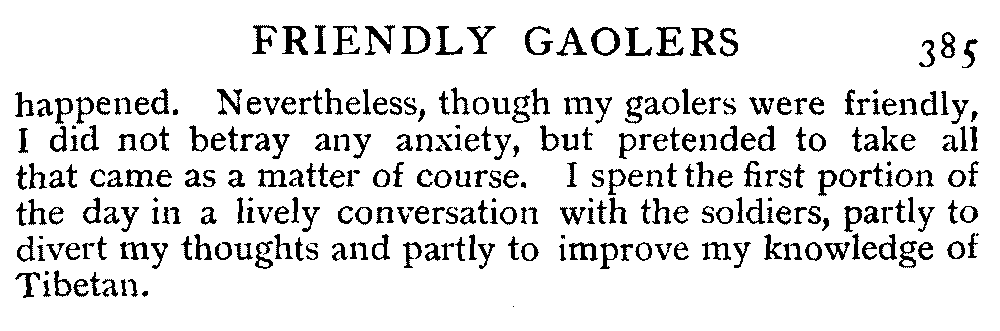 FRIENDLY GAOLERS 385
happened. Nevertheless, though my gaolers were friendly,
I did not betray any anxiety, but pretended to take all
that came as a matter of course. I spent the first portion of
the day in a lively conversation with the soldiers, partly to
divert my thoughts and partly to improve my knowledge of
Tibetan.